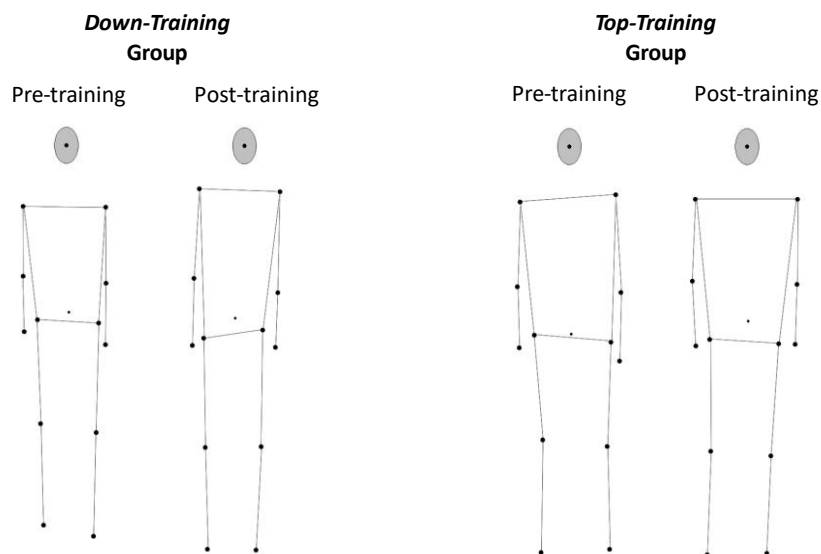 Down-Training
Group
Pre-training
Post-training
Top-Training
Group
Pre-training
Post-training